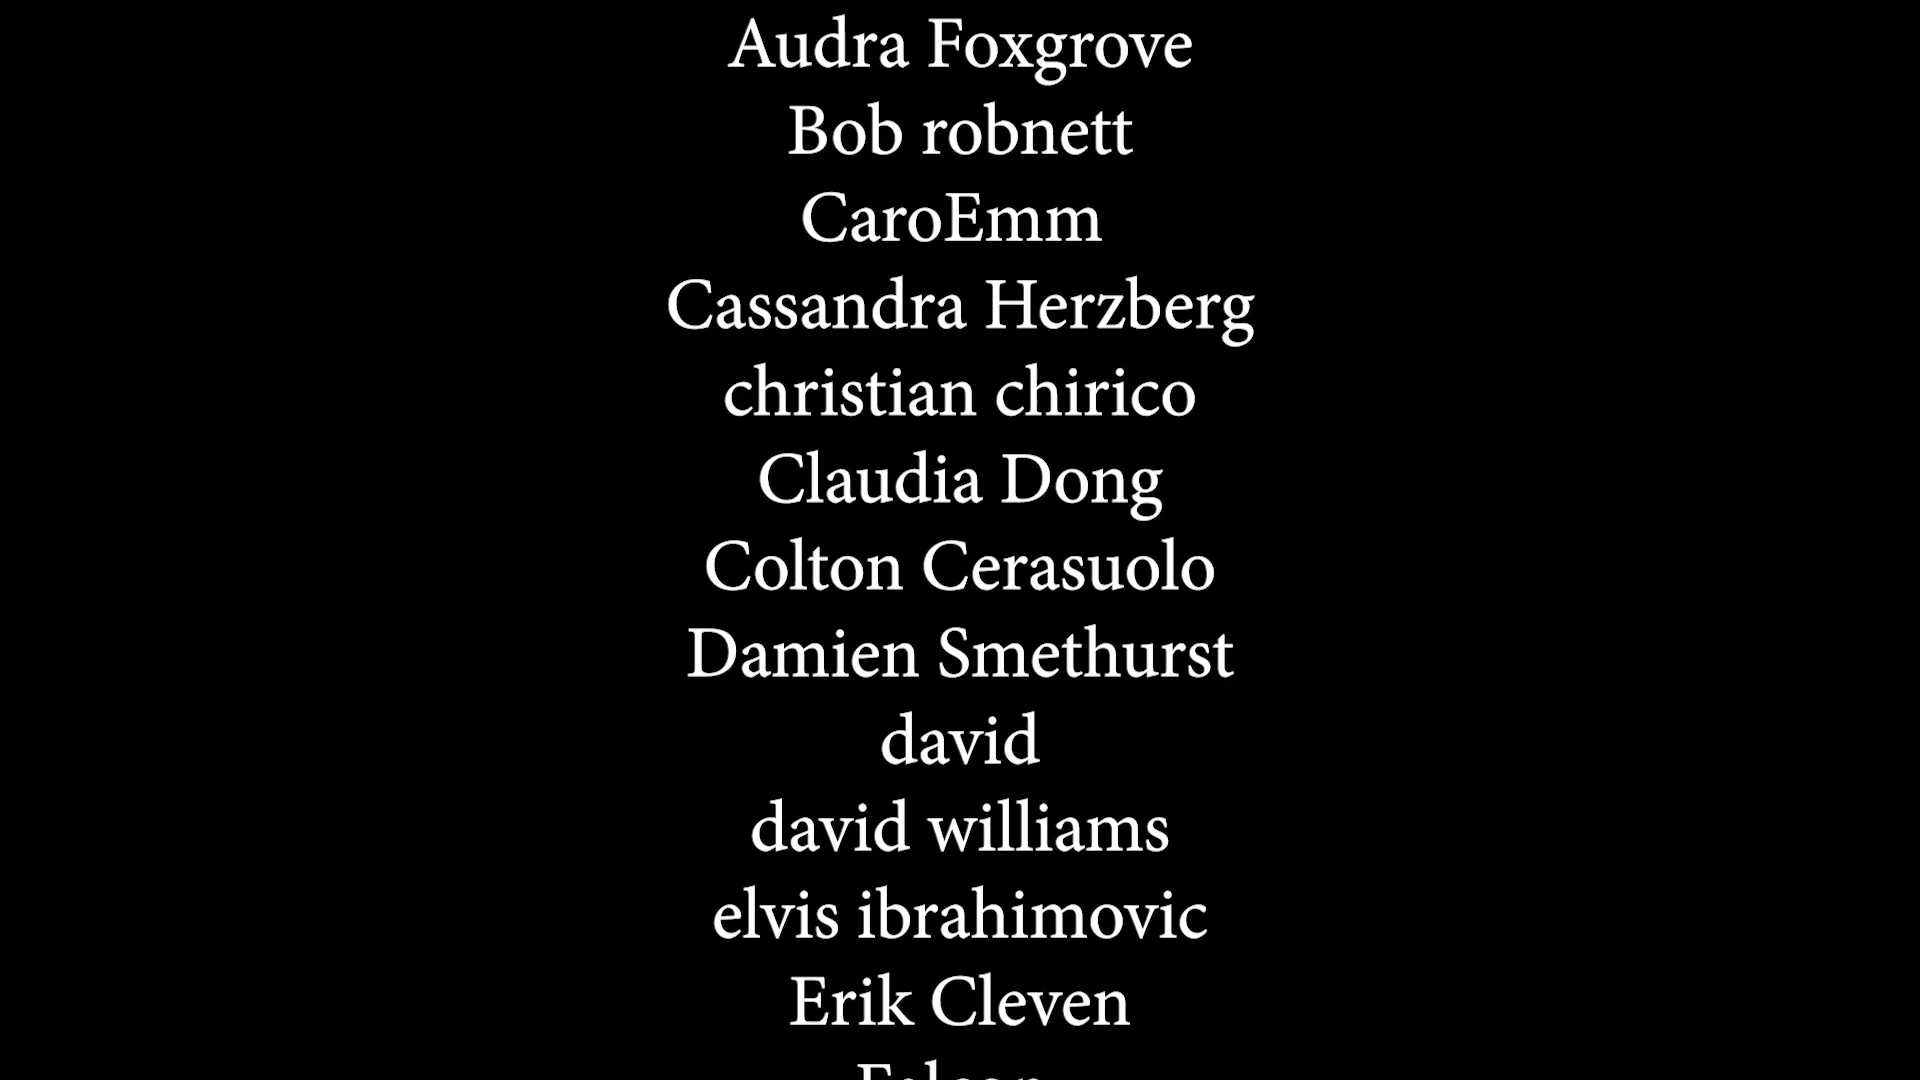 Audra Foxgrove
Bob robnett
CaroEmm
Cassandra Herzberg
christian chirico
Claudia Dong
Colton Cerasuolo
Damien Smethurst
david
david williams
elvis ibrahimovic
Erik Cleven